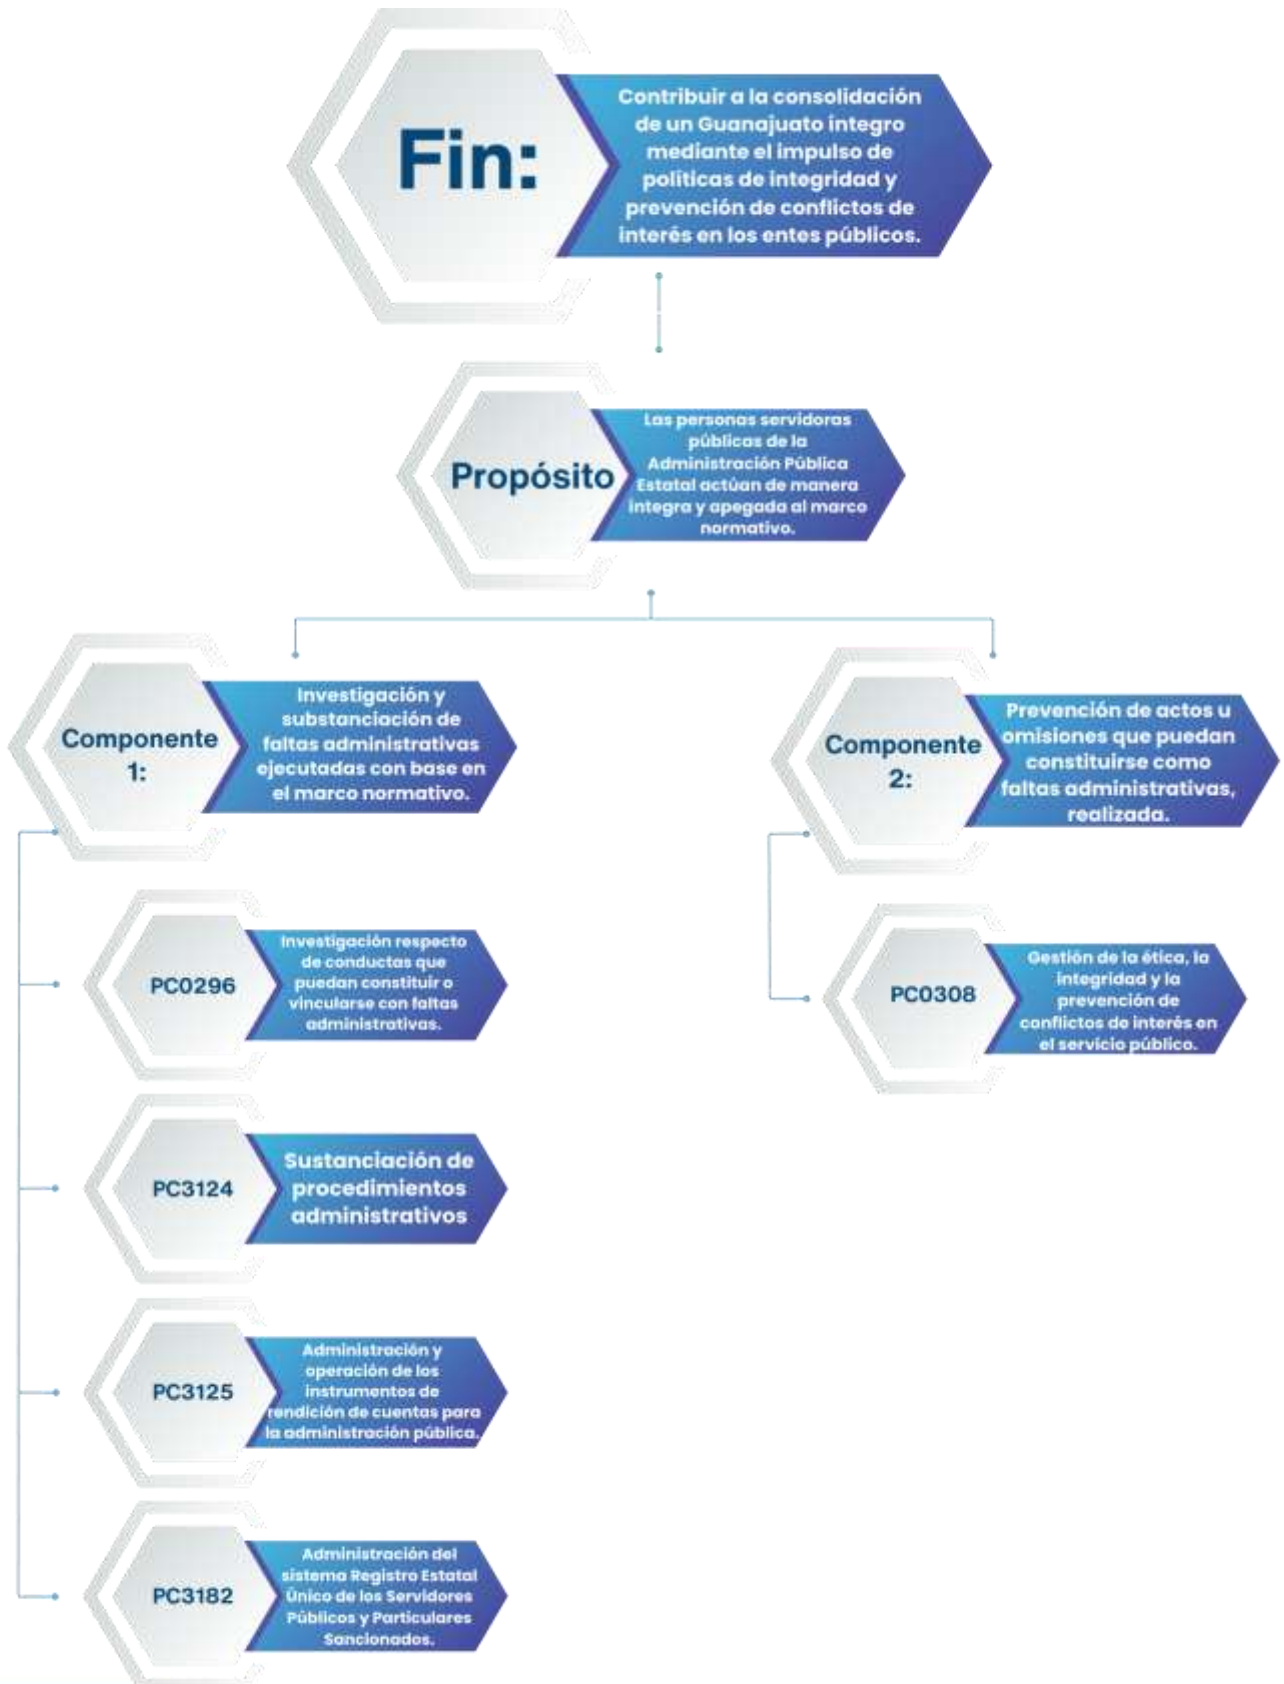 Fin:
Contribuir a la consolidación
de un Guanajuato íntegro
mediante el impulso de
políticas de integridad y
prevención de conflictos de
interés en los entes públicos.
Propósito
Las personas servidoras
públicas de la
Administración Pública
Estatal actúan de manera
íntegra y apegada al marco
normativo.
Componente
1:
Investigación y
substanciación de
faltas administrativas
ejecutadas con base en
el marco normativo.
Componente
2:
Prevención de actos u
omisiones que puedan
constituirse como
faltas administrativas,
realizada.
PC0296
Investigación respecto
de conductas que
puedan constituir o
vincularse con faltas
administrativas.
PC0308
Gestión de la ética, la
integridad y la
prevención de
conflictos de interés en
el servicio público.
PC3124
Sustanciación de
procedimientos
administrativos
PC3125
Administración y
operación de los
instrumentos de
rendición de cuentas para
la administración pública.
PC3182
Administración del
sistema Registro Estatal
Único de los Servidores
Públicos y Particulares
Sancionados.